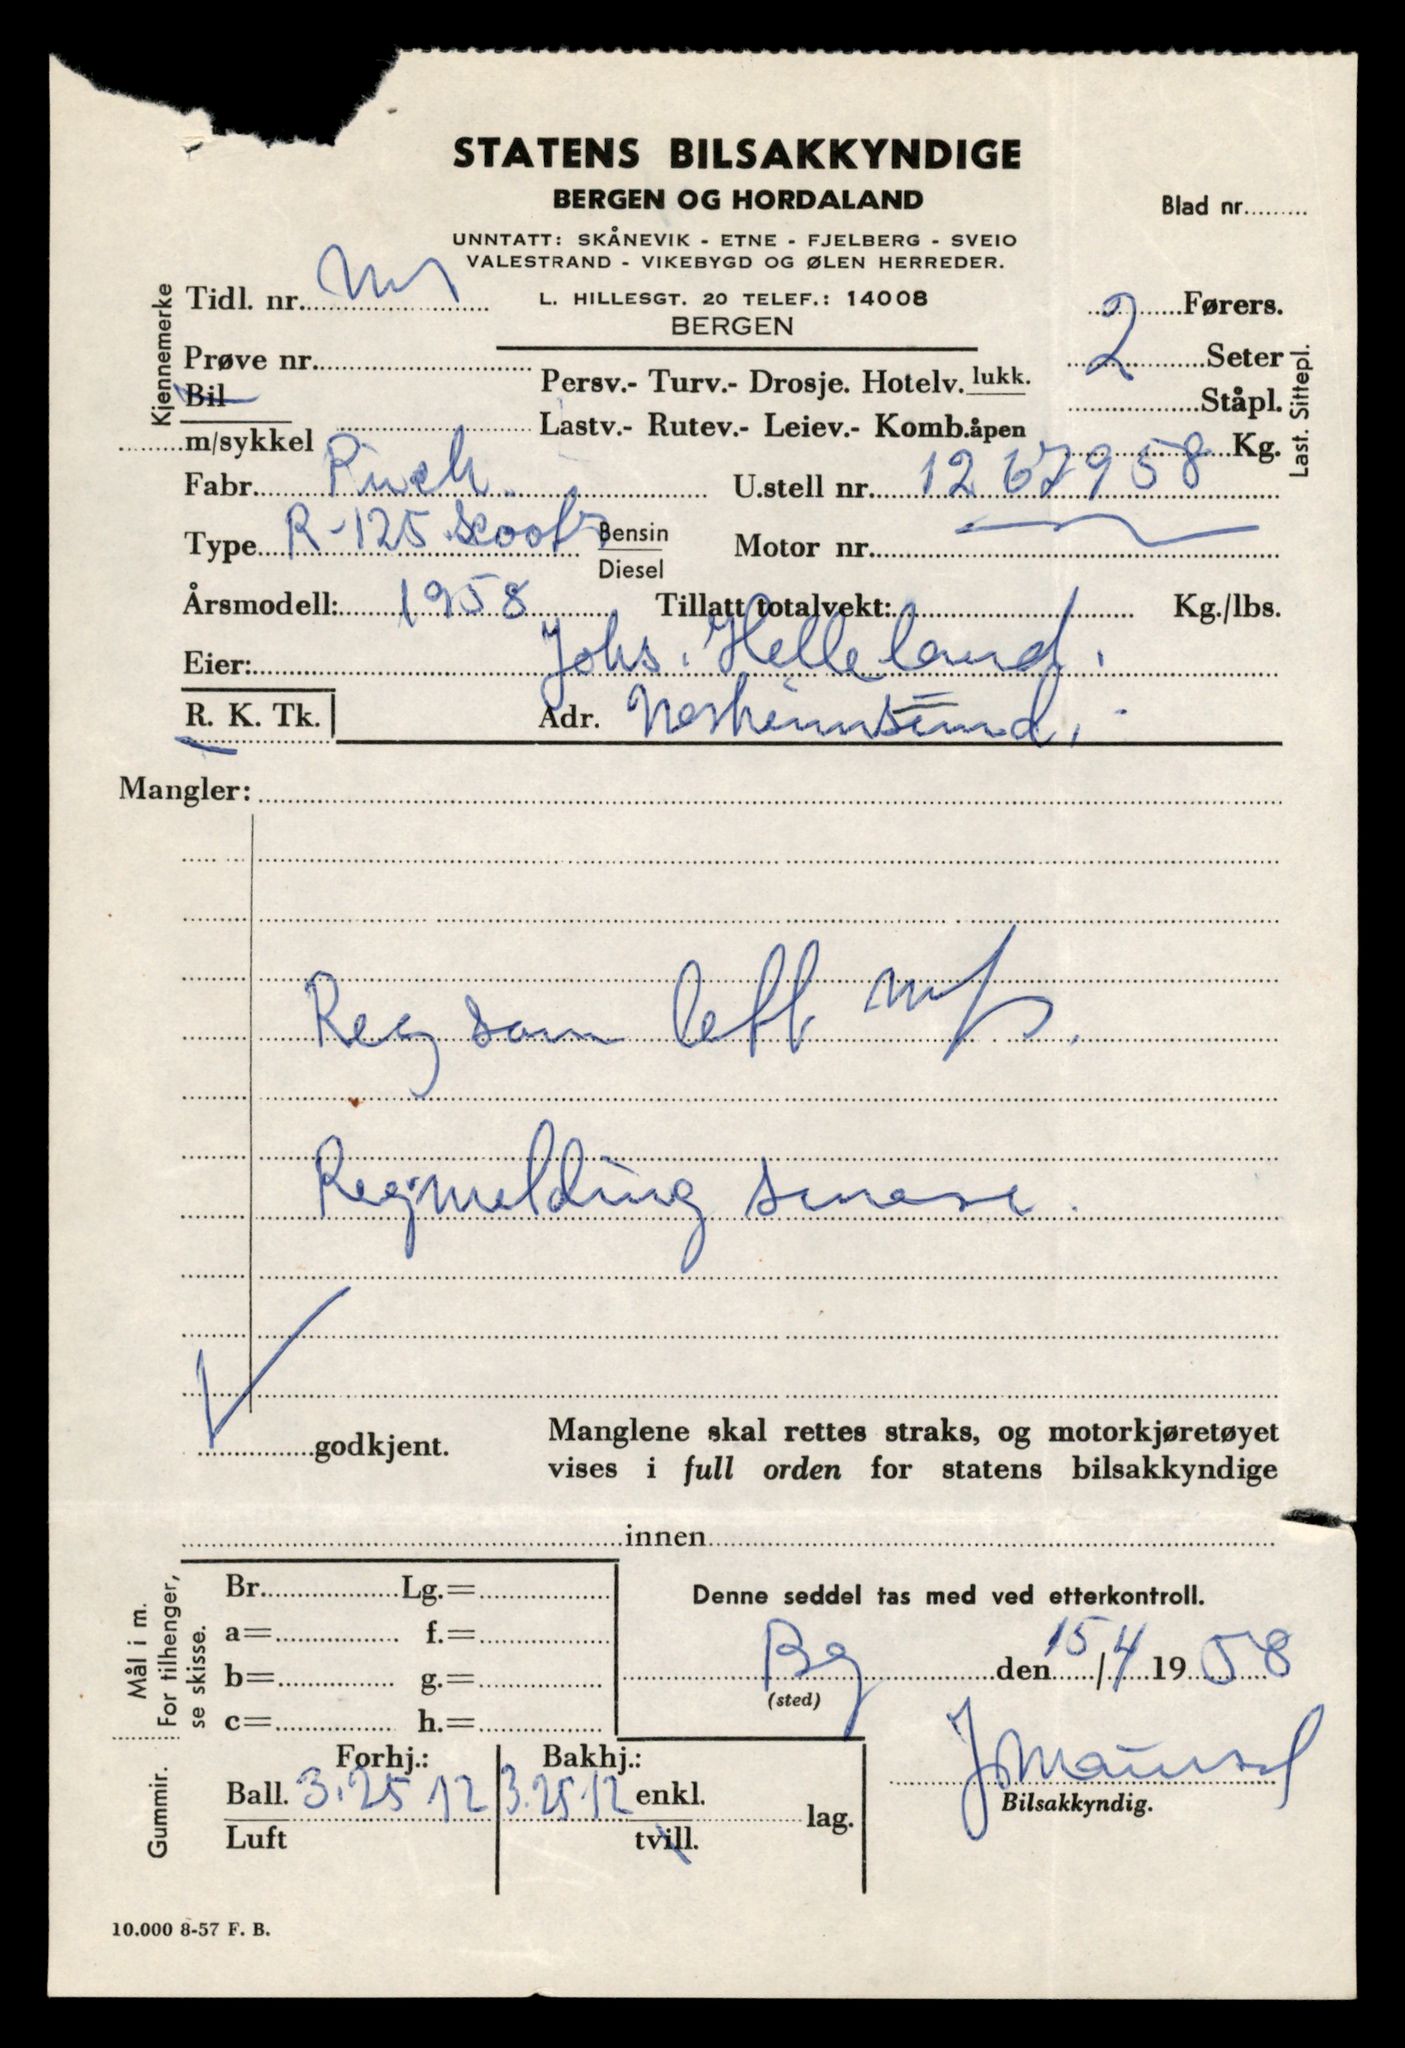 STATENS BILSAKKYNDIGE
BERGEN OG HORDALAND
Blad nr.........
UNNTATT: SKÅNEVIK - ETNE - FJELBERG - SVEIO
VALESTRAND - VIKEBYGD OG ØLEN HERREDER.
L. HILLESGT. 20 TELEF.: 14008
BERGEN
Kjennemerke
Tidl. nr.
Prøve nr.
Bil
m/sykkel
2 Førers.
Seter
Ståpl.
Kg.
Last. Sittepl.
Persv.- Turv.- Drosje. Hotelv. lukk.
Lastv.- Rutev.- Leiev.- Komb. åpen
Fabr. Puch U.stell nr. 1267958
Type R-125 Scooter Bensin Diesel Motor nr.
Årsmodell: 1958 Tillatt totalvekt: Kg./lbs.
Eier: Johs. Helleland.
R. K. Tk. Adr.
Mangler:
Reg som lett
Regmelding senere.
godkjent.
Manglene skal rettes straks, og motorkjøretøyet
vises i full orden for statens bilsakkyndige
innen
Mål i m.
For tilhenger,
se skisse.
Br. Lg.=
a= f.=
b= g.=
c= h.=
Denne seddel tas med ved etterkontroll.
Bg den 15/4 1958
(sted)
Bilsakkyndig.
Gummir.
Forhj.: Bakhj.:
Ball. 3.25 12 3.25 12 enkl.
Luft tvill.
lag.
10.000 8-57 F. B.